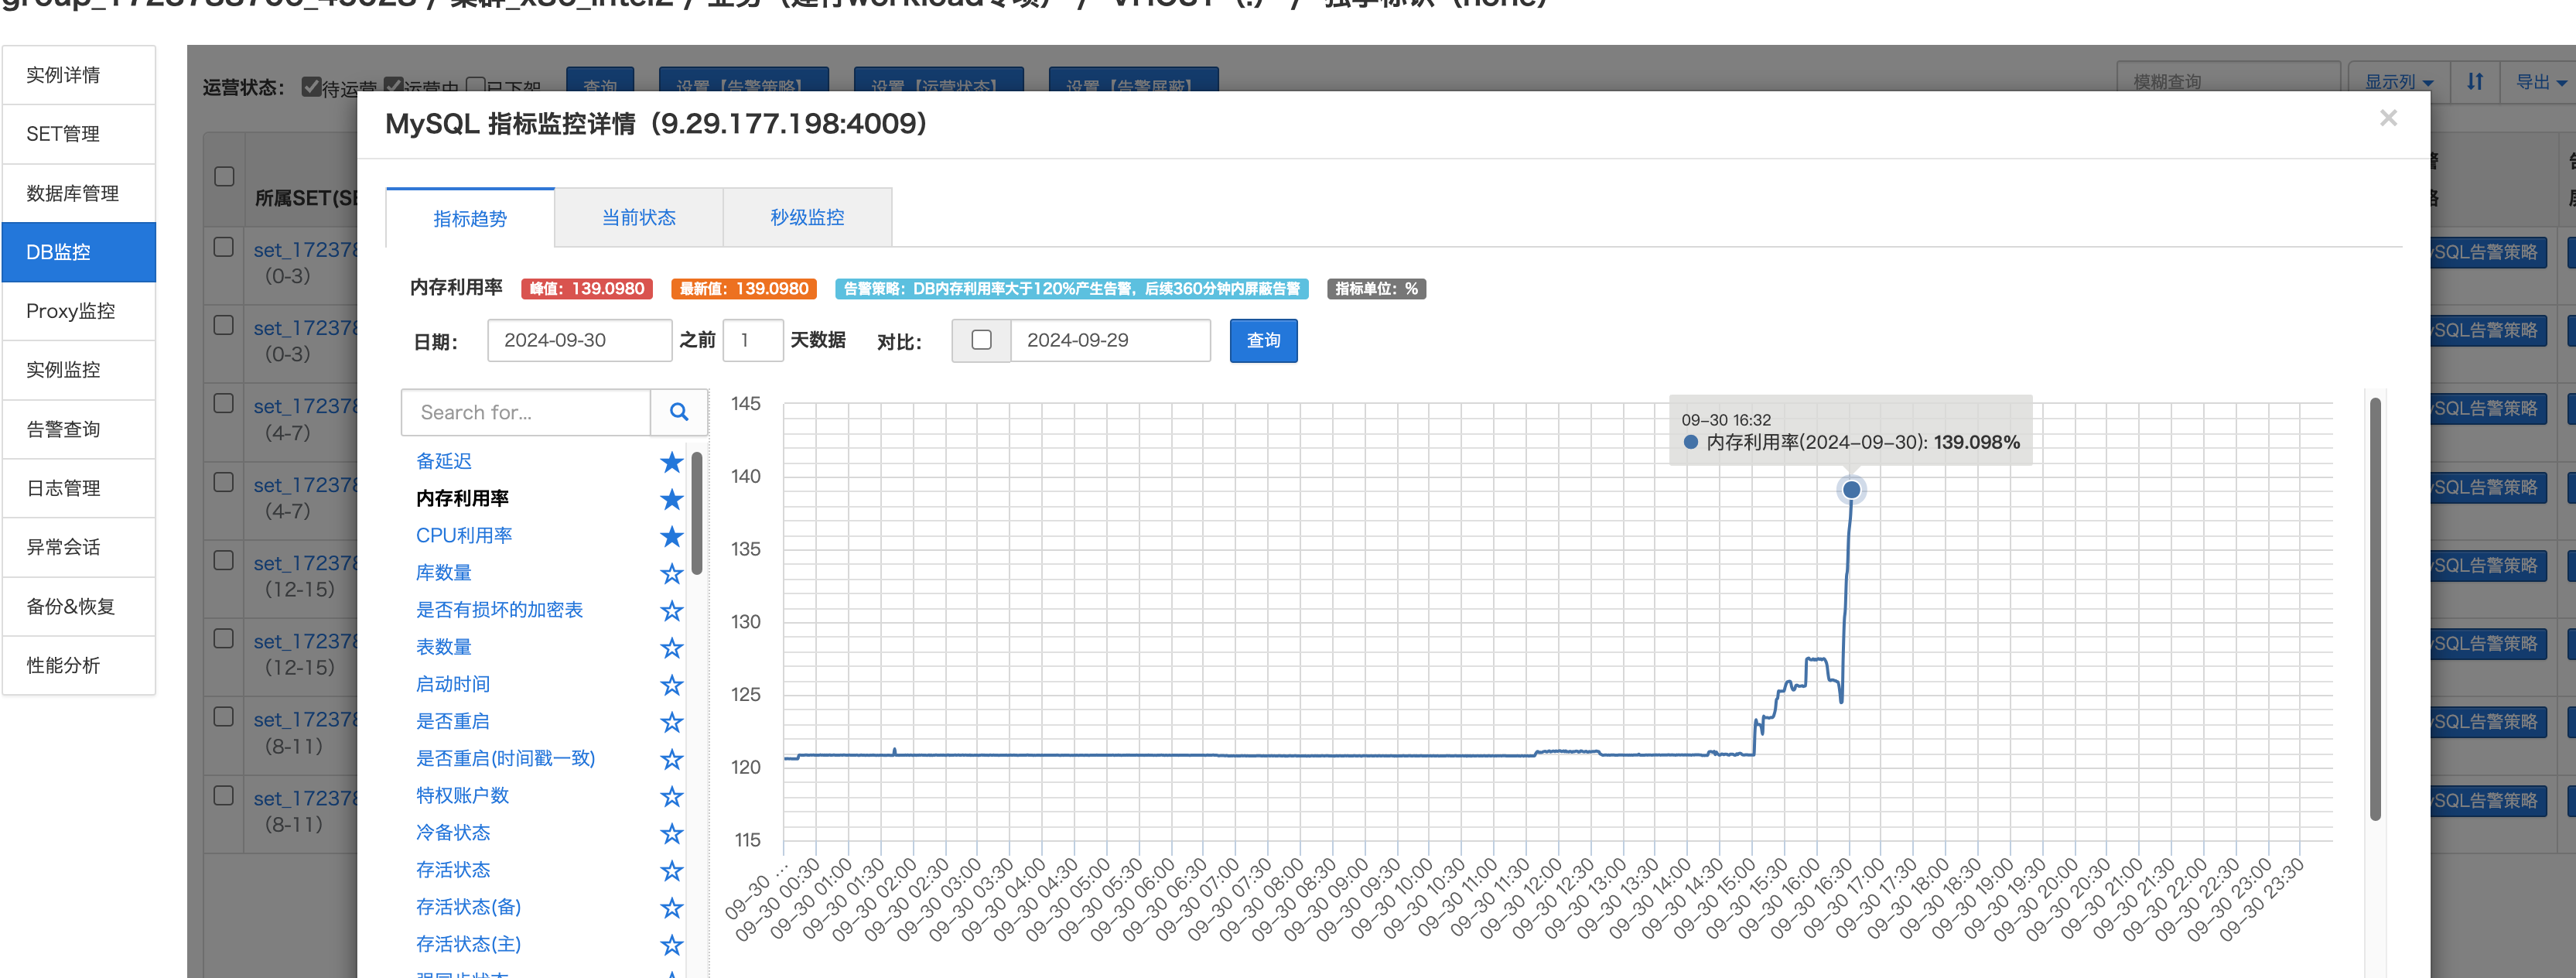 实例详情
SET管理
数据库管理
DB监控
Proxy监控
实例监控
告警查询
日志管理
异常会话
备份&恢复
性能分析
运营状态：
待运营
运营中
已下架
查询
设置【告警策略】
设置【运营状态】
设置【告警屏蔽】
模糊查询
显示列
导出
MySQL 指标监控详情（9.29.177.198:4009）
×
所属SET(SE
set_172378
(0-3)
set_172378
(0-3)
set_172378
(4-7)
set_172378
(4-7)
set_172378
(12-15)
set_172378
(12-15)
set_172378
(8-11)
set_172378
(8-11)
指标趋势
当前状态
秒级监控
内存利用率
峰值：139.0980
最新值：139.0980
告警策略：DB内存利用率大于120%产生告警，后续360分钟内屏蔽告警
指标单位：%
日期：
2024-09-30
之前
1
天数据
对比：
2024-09-29
查询
Search for...
备延迟
内存利用率
CPU利用率
库数量
是否有损坏的加密表
表数量
启动时间
是否重启
是否重启(时间戳一致)
特权账户数
冷备状态
存活状态
存活状态(备)
存活状态(主)
145
140
135
130
125
120
115
09-30 16:32
内存利用率(2024-09-30): 139.098%
09-30 ...
09-30 00:30
09-30 01:00
09-30 01:30
09-30 02:00
09-30 02:30
09-30 03:00
09-30 03:30
09-30 04:00
09-30 04:30
09-30 05:00
09-30 05:30
09-30 06:00
09-30 06:30
09-30 07:00
09-30 07:30
09-30 08:00
09-30 08:30
09-30 09:00
09-30 09:30
09-30 10:00
09-30 10:30
09-30 11:00
09-30 11:30
09-30 12:00
09-30 12:30
09-30 13:00
09-30 13:30
09-30 14:00
09-30 14:30
09-30 15:00
09-30 15:30
09-30 16:00
09-30 16:30
09-30 17:00
09-30 17:30
09-30 18:00
09-30 18:30
09-30 19:00
09-30 19:30
09-30 20:00
09-30 20:30
09-30 21:00
09-30 21:30
09-30 22:00
09-30 22:30
09-30 23:00
09-30 23:30
SQL告警策略
SQL告警策略
SQL告警策略
SQL告警策略
SQL告警策略
SQL告警策略
SQL告警策略
SQL告警策略